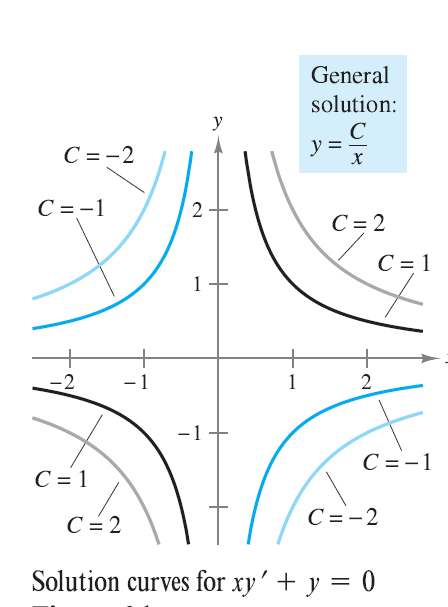 General
solution:
y = C/x
y
C = −2
C = −1
2
C = 2
1
C = 1
−2
−1
1
2
−1
C = 1
C = −1
C = 2
C = −2
Solution curves for xy′ + y = 0